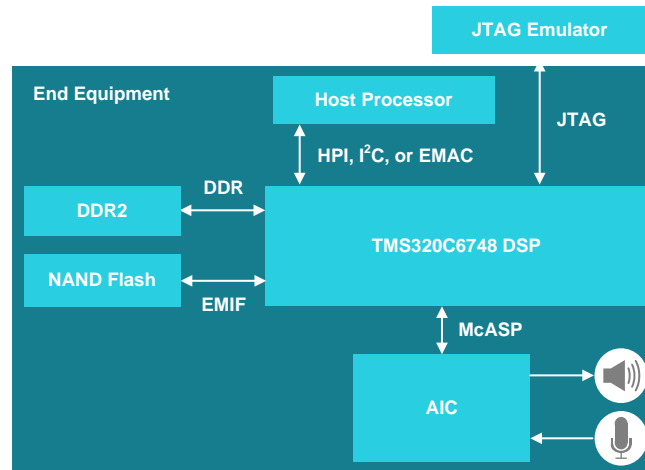 JTAG Emulator
End Equipment
Host Processor
JTAG
HPI, I²C, or EMAC
DDR
DDR2
TMS320C6748 DSP
NAND Flash
EMIF
McASP
AIC